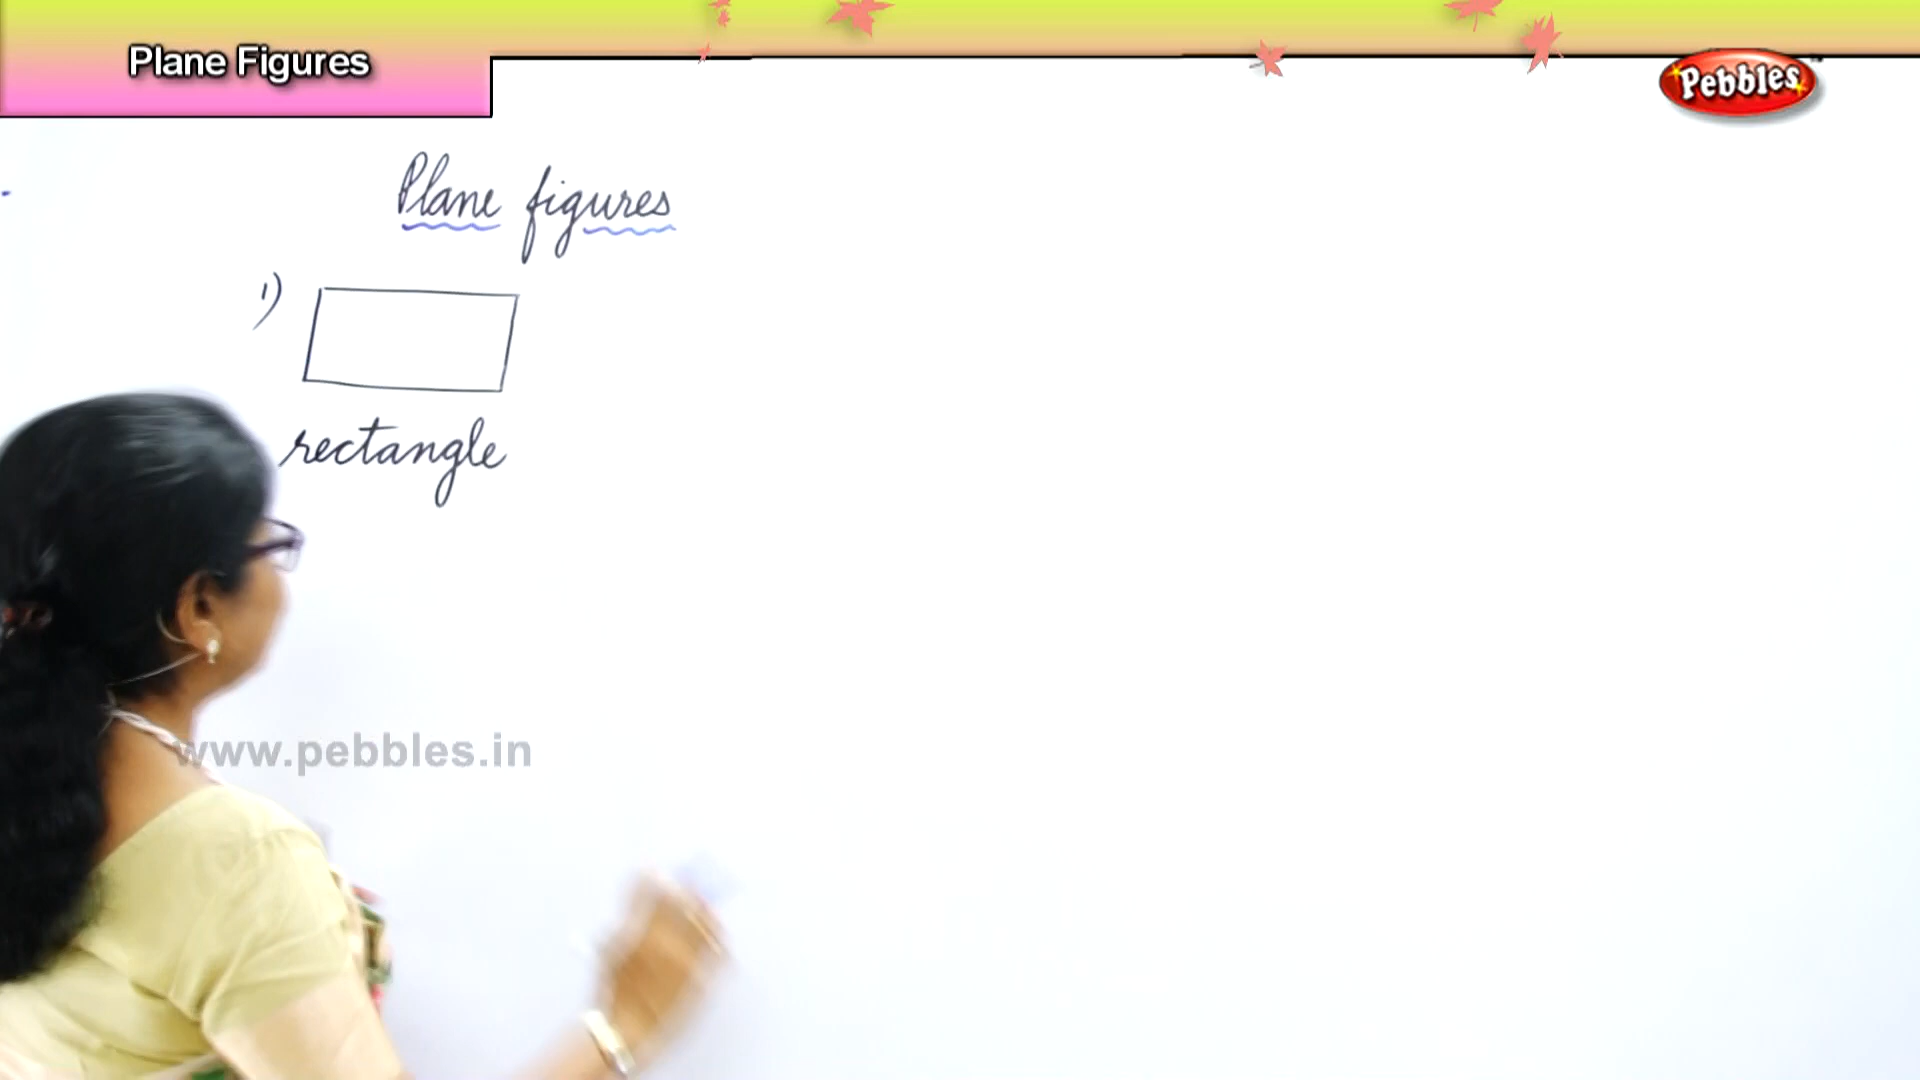 Plane Figures
Pebbles
Plane figures
1)
rectangle
www.pebbles.in